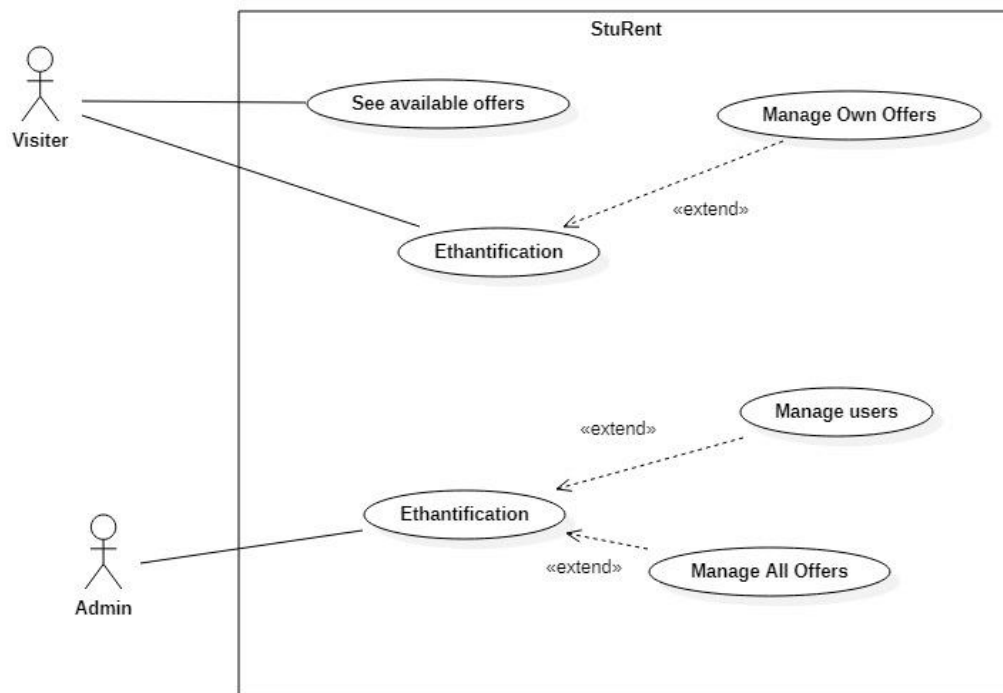 StuRent
Visiter
See available offers
Manage Own Offers
«extend»
Ethantification
Manage users
«extend»
Ethantification
«extend»
Manage All Offers
Admin